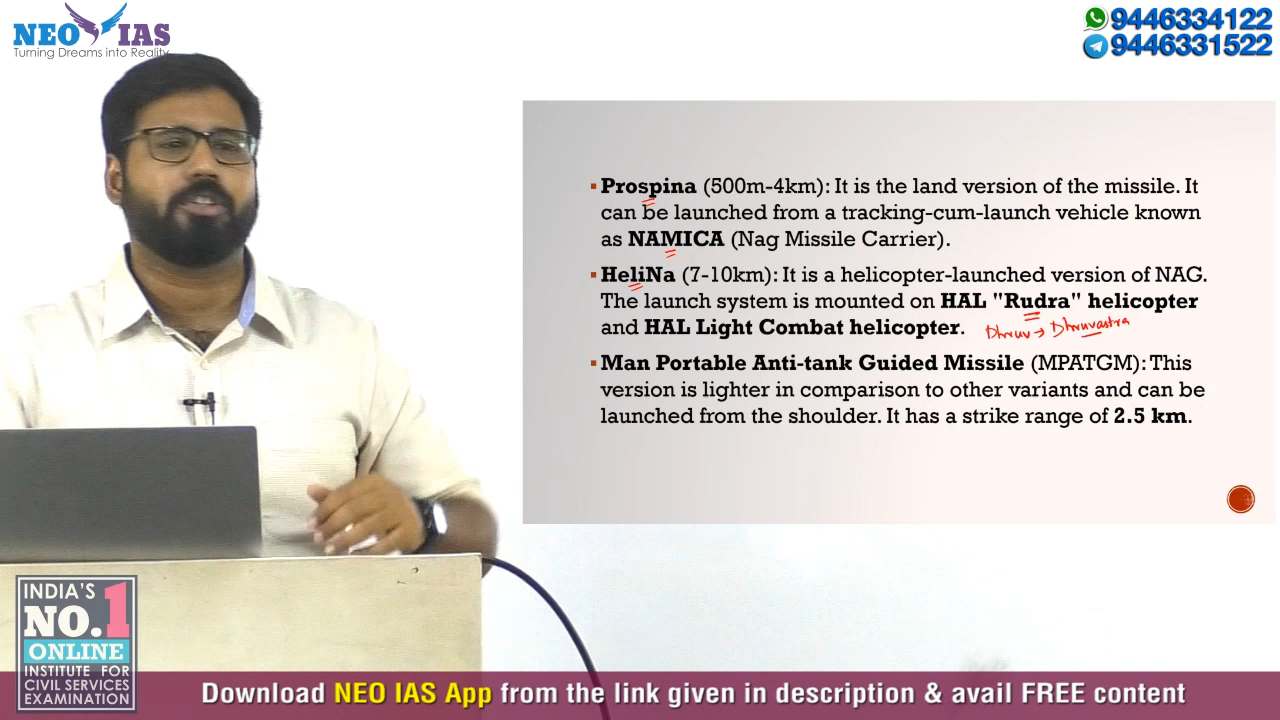 NEO IAS
Turning Dreams into Reality
9446334122
9446331522
▪ Prospina (500m-4km): It is the land version of the missile. It
can be launched from a tracking-cum-launch vehicle known
as NAMICA (Nag Missile Carrier).
▪ HeliNa (7-10km): It is a helicopter-launched version of NAG.
The launch system is mounted on HAL "Rudra" helicopter
and HAL Light Combat helicopter.
Dhruv → Dhruvastra
▪ Man Portable Anti-tank Guided Missile (MPATGM): This
version is lighter in comparison to other variants and can be
launched from the shoulder. It has a strike range of 2.5 km.
INDIA'S
NO.1
ONLINE
INSTITUTE FOR
CIVIL SERVICES
EXAMINATION
Download NEO IAS App from the link given in description & avail FREE content